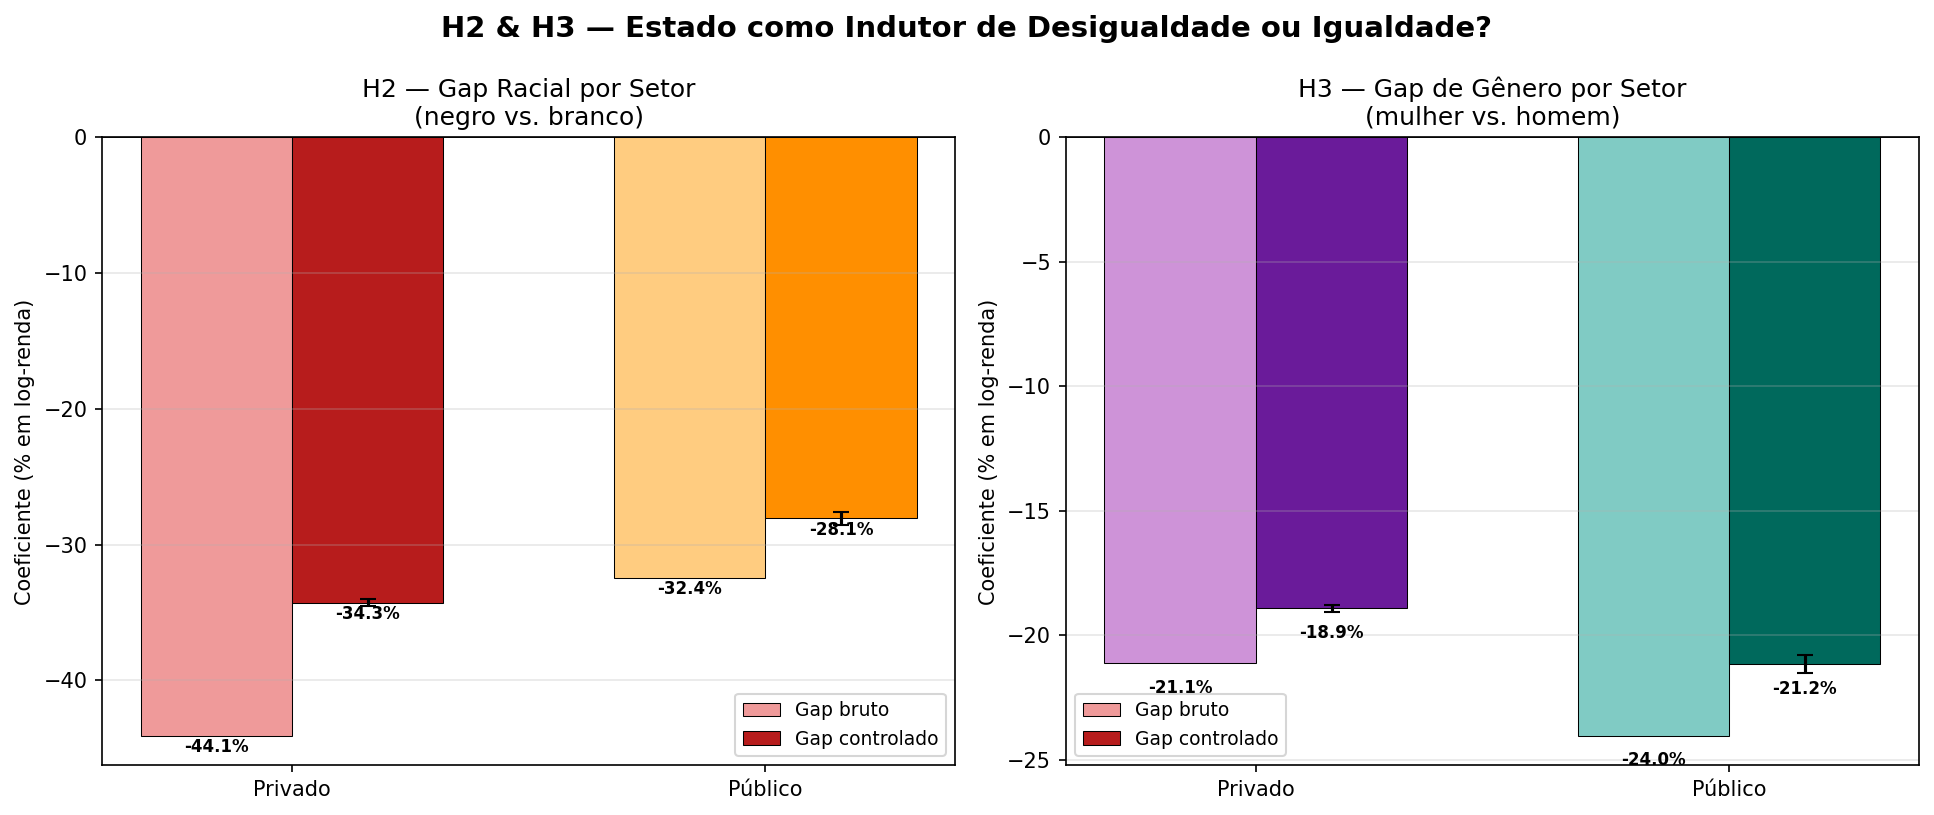 H2 & H3 — Estado como Indutor de Desigualdade ou Igualdade?
H2 — Gap Racial por Setor
(negro vs. branco)
Coeficiente (% em log-renda)
0
−10
−20
−30
−40
-44.1%
-34.3%
-32.4%
-28.1%
Gap bruto
Gap controlado
Privado
Público
H3 — Gap de Gênero por Setor
(mulher vs. homem)
Coeficiente (% em log-renda)
0
−5
−10
−15
−20
−25
-21.1%
-18.9%
-24.0%
-21.2%
Gap bruto
Gap controlado
Privado
Público